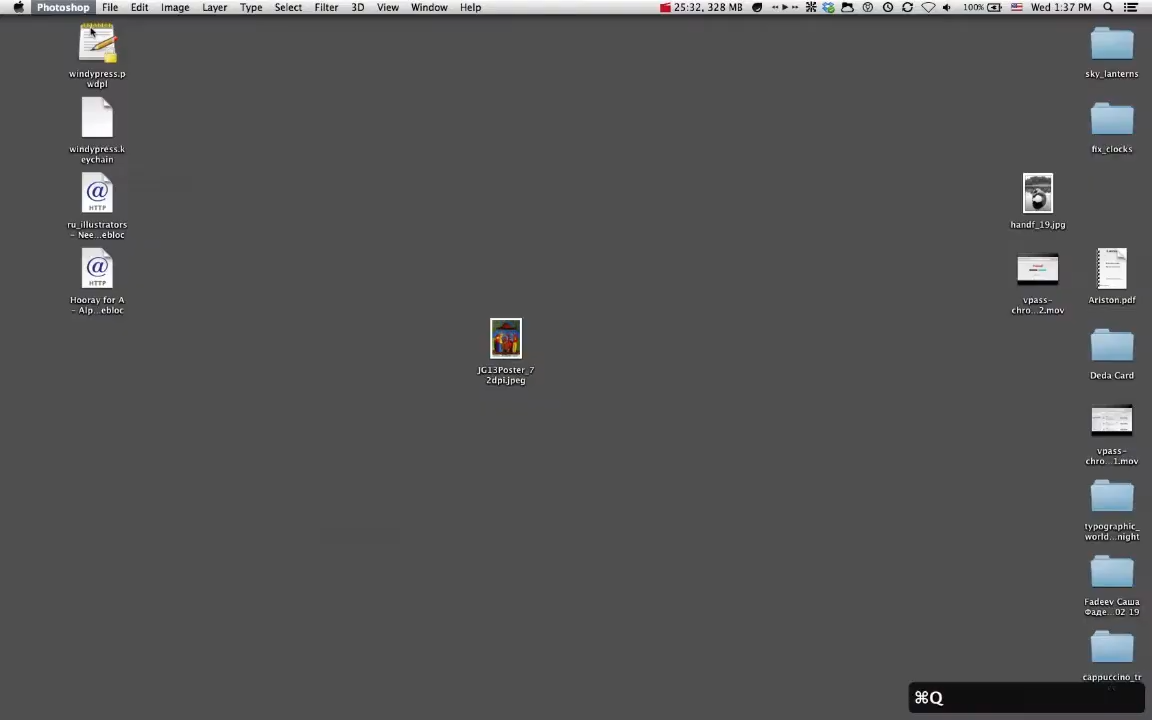 Photoshop File Edit Image Layer Type Select Filter 3D View Window Help 25:32, 328 MB 100% Wed 1:37 PM
windypress.p
wdpl
windypress.k
eychain
HTTP
ru_illustrators
- Nee...ebloc
HTTP
Hooray for A
- Alp...ebloc
JG13Poster_7
2dpi.jpeg
sky_lanterns
fix_clocks
handf_19.jpg
vpass-
chro...2.mov
Ariston.pdf
Deda Card
vpass-
chro...1.mov
typographic_
world...night
Fadeev Саша
Фаде...02 19
cappuccino_tr
⌘Q